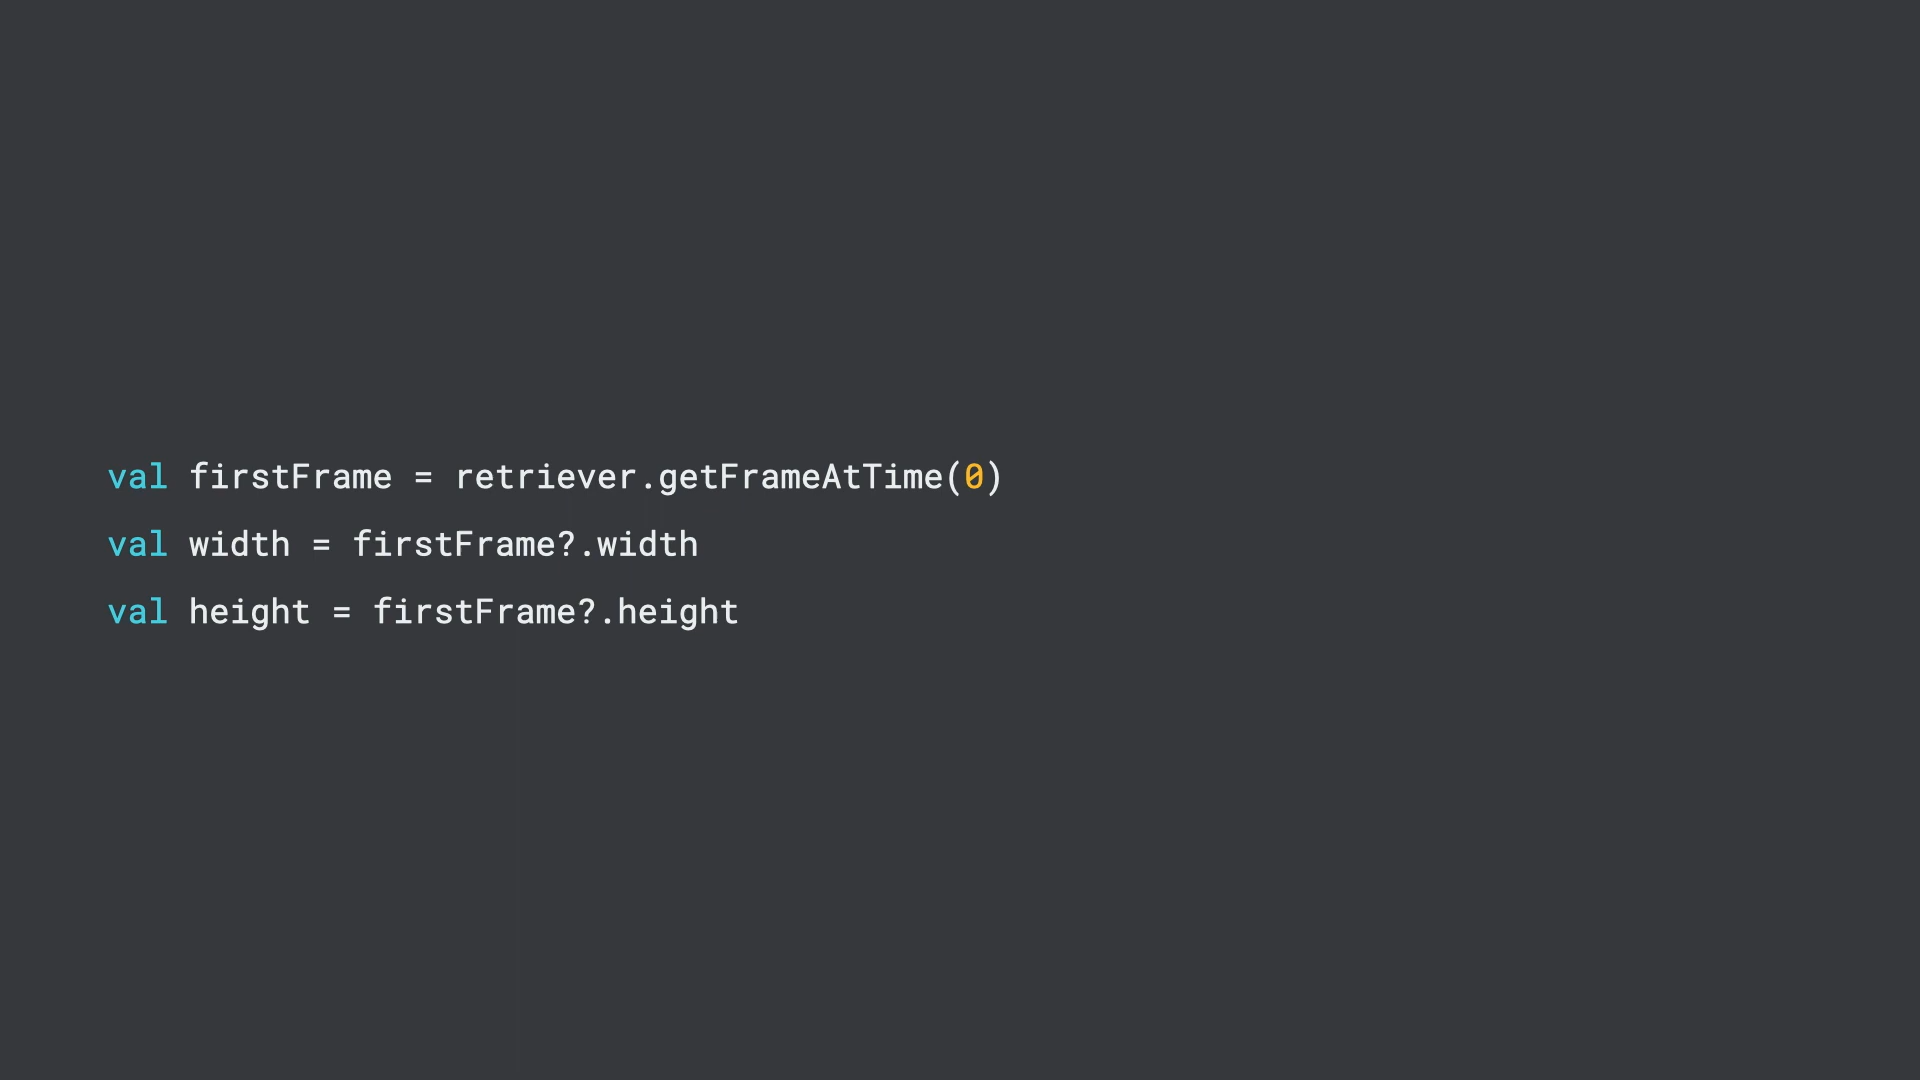 val firstFrame = retriever.getFrameAtTime(0)
val width = firstFrame?.width
val height = firstFrame?.height